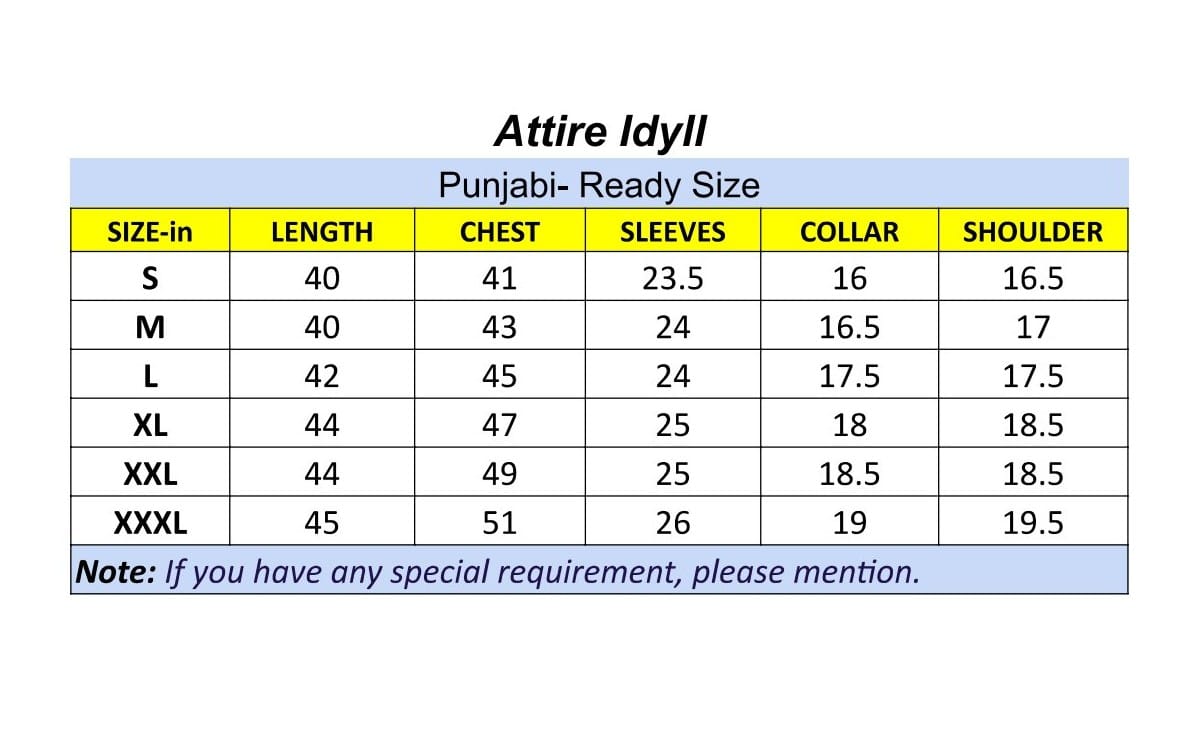 Attire Idyll
Punjabi- Ready Size
SIZE-in LENGTH CHEST SLEEVES COLLAR SHOULDER
S 40 41 23.5 16 16.5
M 40 43 24 16.5 17
L 42 45 24 17.5 17.5
XL 44 47 25 18 18.5
XXL 44 49 25 18.5 18.5
XXXL 45 51 26 19 19.5
Note: If you have any special requirement, please mention.